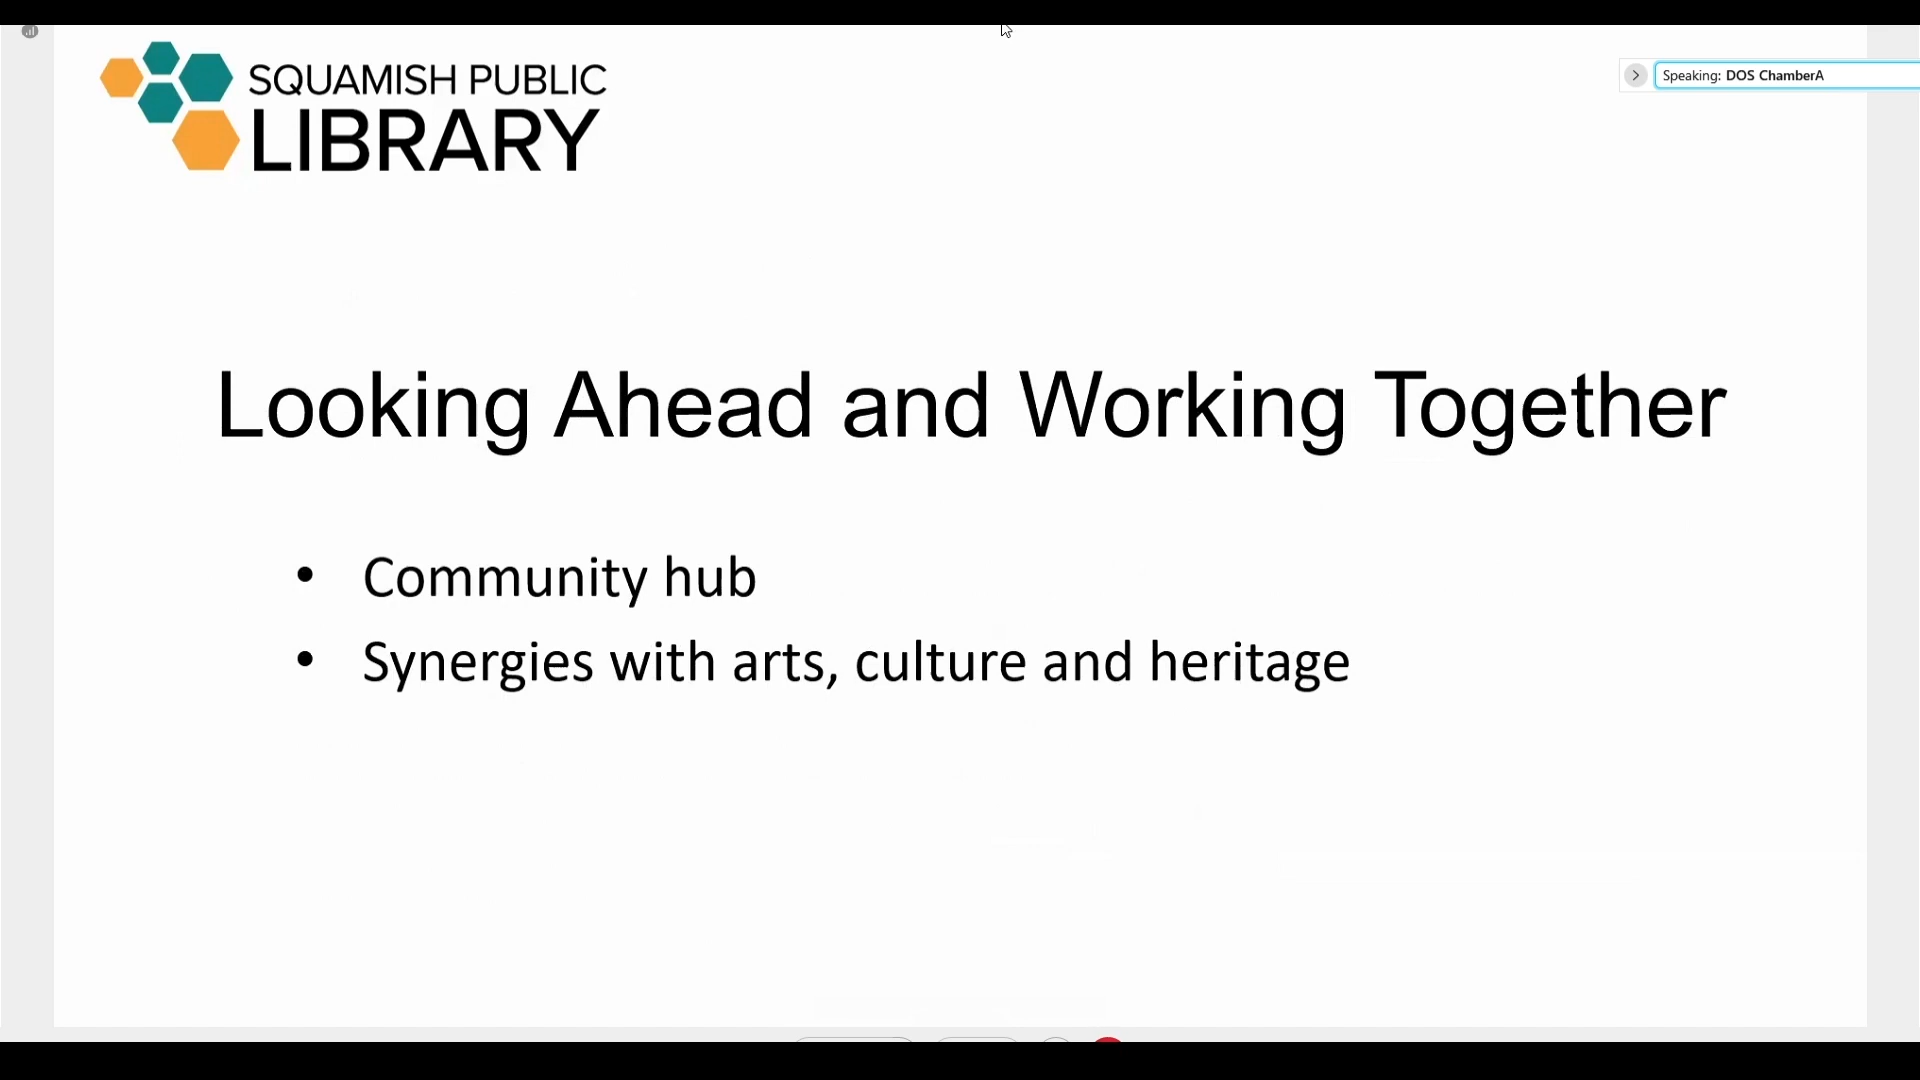 SQUAMISH PUBLIC
LIBRARY
Speaking: DOS ChamberA
Looking Ahead and Working Together
• Community hub
• Synergies with arts, culture and heritage